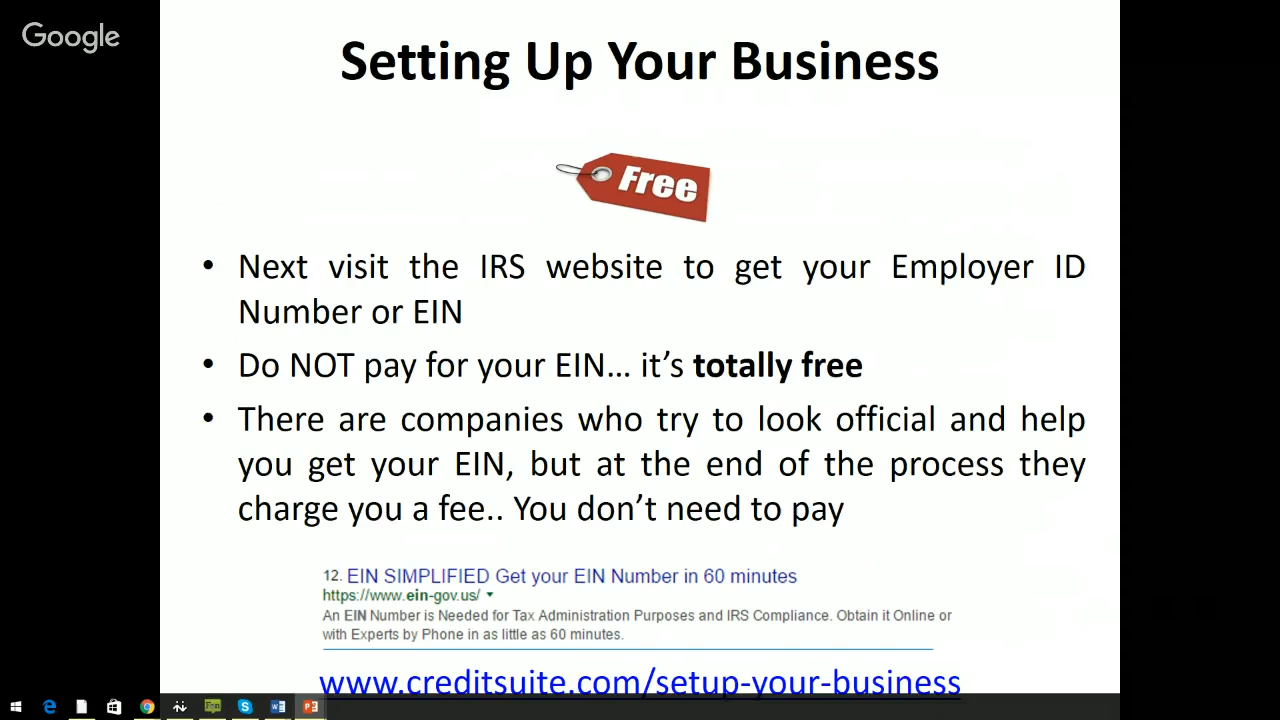 Google
Setting Up Your Business
Free
• Next visit the IRS website to get your Employer ID
Number or EIN
• Do NOT pay for your EIN... it's totally free
• There are companies who try to look official and help
you get your EIN, but at the end of the process they
charge you a fee.. You don't need to pay
12. EIN SIMPLIFIED Get your EIN Number in 60 minutes
https://www.ein-gov.us/
An EIN Number is Needed for Tax Administration Purposes and IRS Compliance. Obtain it Online or
with Experts by Phone in as little as 60 minutes.
www.creditsuite.com/setup-your-business